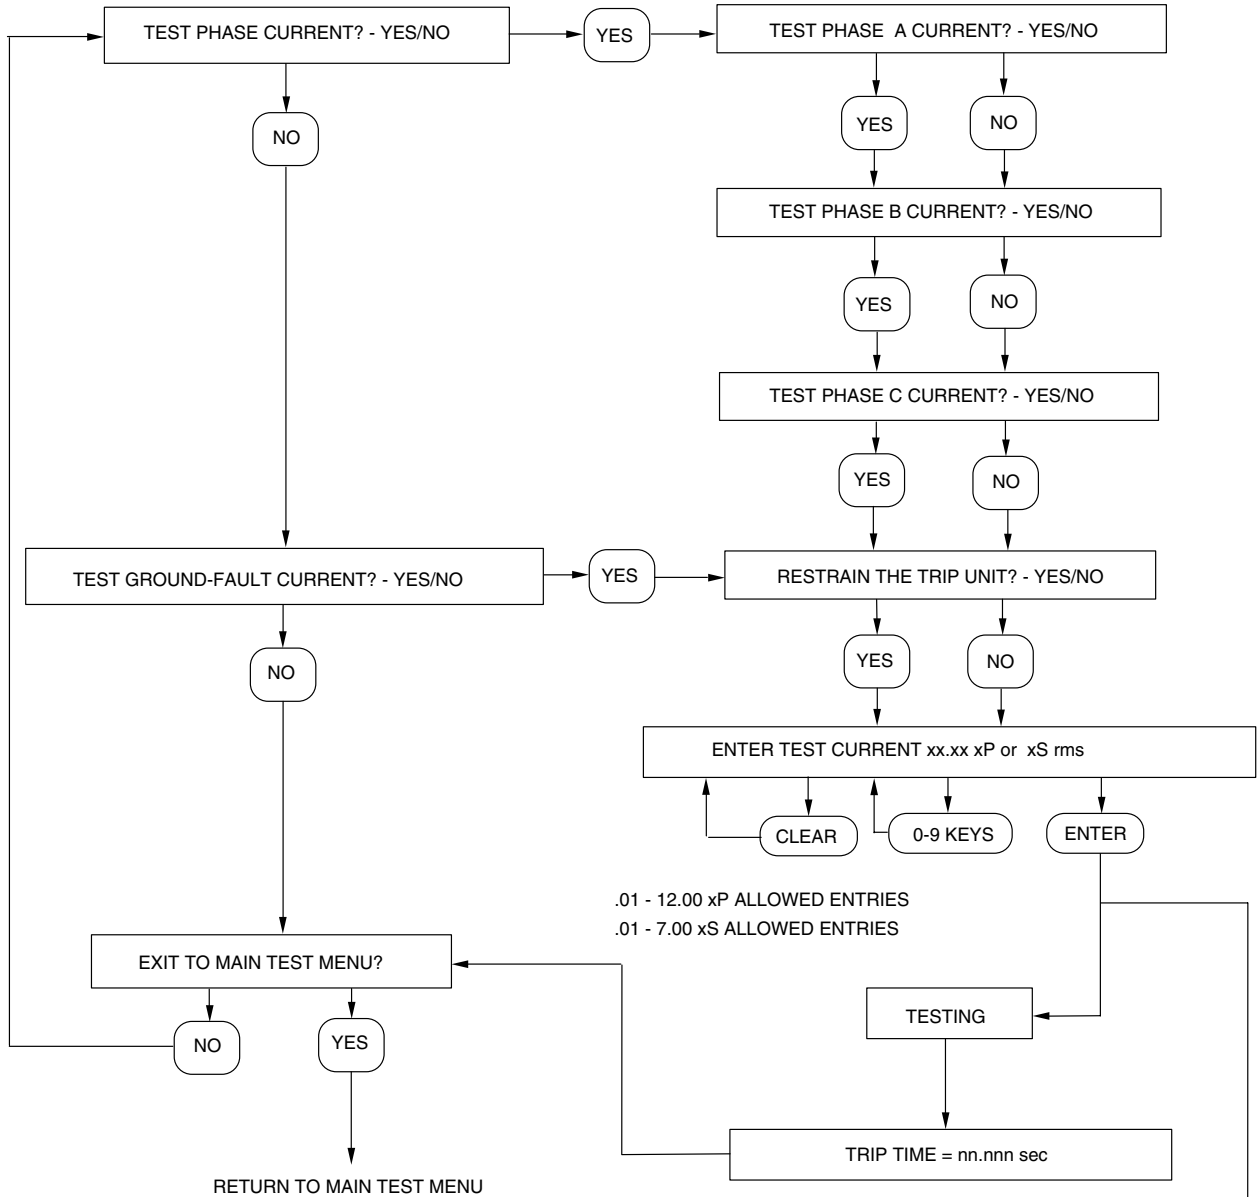 TEST PHASE CURRENT? - YES/NO
YES
TEST PHASE A CURRENT? - YES/NO
NO
YES
NO
TEST PHASE B CURRENT? - YES/NO
YES
NO
TEST PHASE C CURRENT? - YES/NO
YES
NO
TEST GROUND-FAULT CURRENT? - YES/NO
YES
RESTRAIN THE TRIP UNIT? - YES/NO
NO
YES
NO
ENTER TEST CURRENT xx.xx xP or xS rms
CLEAR
0-9 KEYS
ENTER
.01 - 12.00 xP ALLOWED ENTRIES
.01 - 7.00 xS ALLOWED ENTRIES
EXIT TO MAIN TEST MENU?
TESTING
NO
YES
TRIP TIME = nn.nnn sec
RETURN TO MAIN TEST MENU